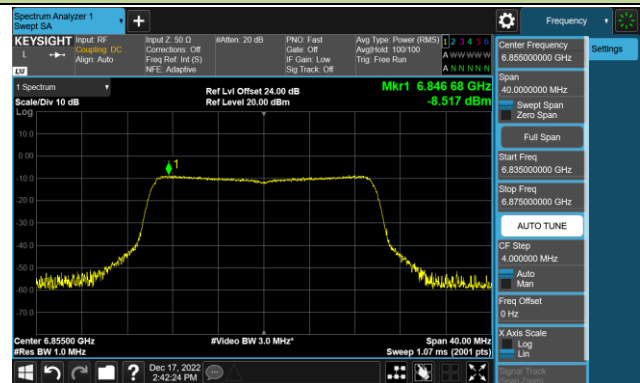 Spectrum Analyzer 1
Swept SA
Frequency
KEYSIGHT
L
LXI
Input: RF
Coupling: DC
Align: Auto
Input Z: 50 Ω
Corrections: Off
Freq Ref: Int (S)
NFE: Adaptive
#Atten: 20 dB
PNO: Fast
Gate: Off
IF Gain: Low
Sig Track: Off
Avg Type: Power (RMS)
Avg|Hold: 100/100
Trig: Free Run
1 2 3 4 5 6
A W W W W W
A N N N N N
1 Spectrum
Scale/Div 10 dB
Log
Ref Lvl Offset 24.00 dB
Ref Level 20.00 dBm
Mkr1 6.846 68 GHz
-8.517 dBm
10.0
0.00
-10.0
-20.0
-30.0
-40.0
-50.0
-60.0
-70.0
1
Center 6.85500 GHz
#Res BW 1.0 MHz
#Video BW 3.0 MHz*
Span 40.00 MHz
Sweep 1.07 ms (2001 pts)
Center Frequency
6.855000000 GHz
Settings
Span
40.0000000 MHz
Swept Span
Zero Span
Full Span
Start Freq
6.835000000 GHz
Stop Freq
6.875000000 GHz
AUTO TUNE
CF Step
4.000000 MHz
Auto
Man
Freq Offset
0 Hz
X Axis Scale
Log
Lin
Signal Track
(Span Zoom)
?
Dec 17, 2022
2:42:24 PM